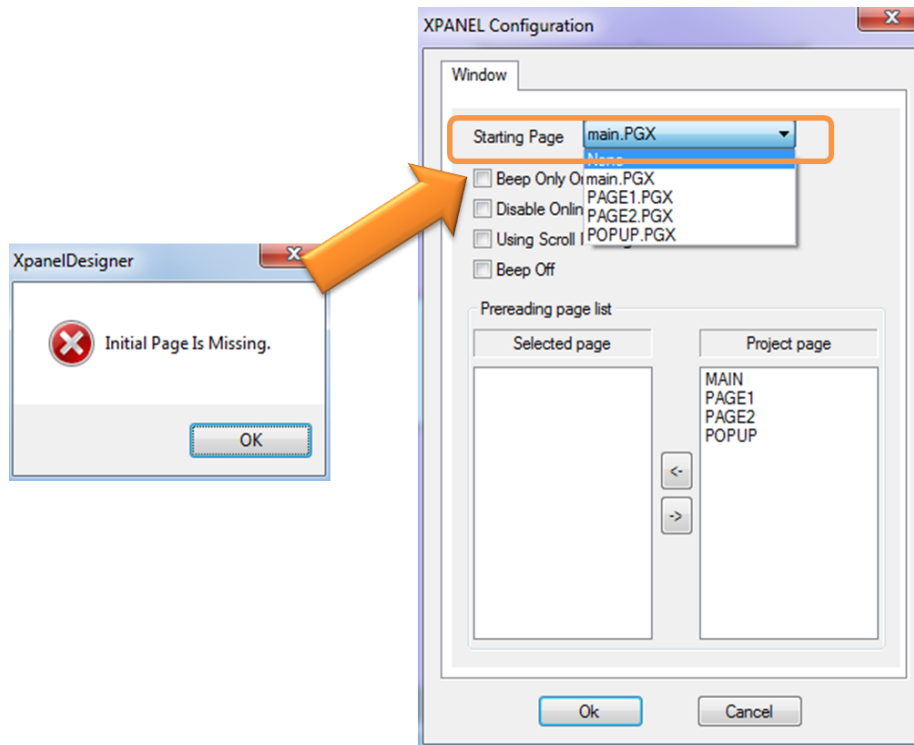 XPANEL Configuration
Window
Starting Page main.PGX
None
Beep Only
main.PGX
Disable
PAGE1.PGX
PAGE2.PGX
Using Scroll
POPUP.PGX
Beep Off
Prereading page list
Selected page
Project page
MAIN
PAGE1
PAGE2
POPUP
<-
->
Ok
Cancel
XpanelDesigner
Initial Page Is Missing.
OK